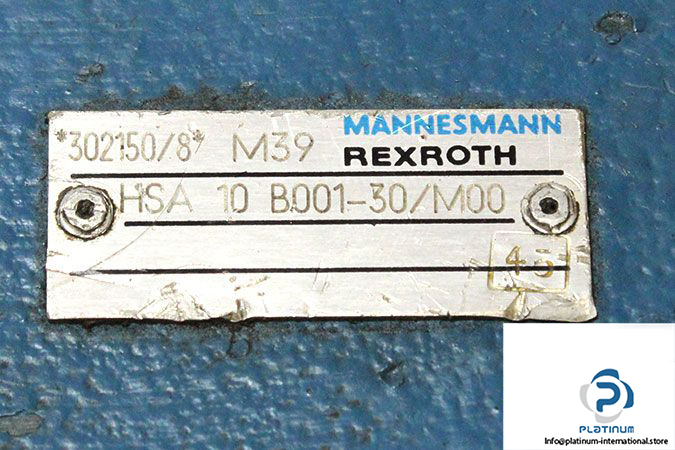 *302150/8* M39 MANNESMANN
REXROTH
HSA 10 B001-30/M00
45
PLATINUM
Info@platinum-international.store